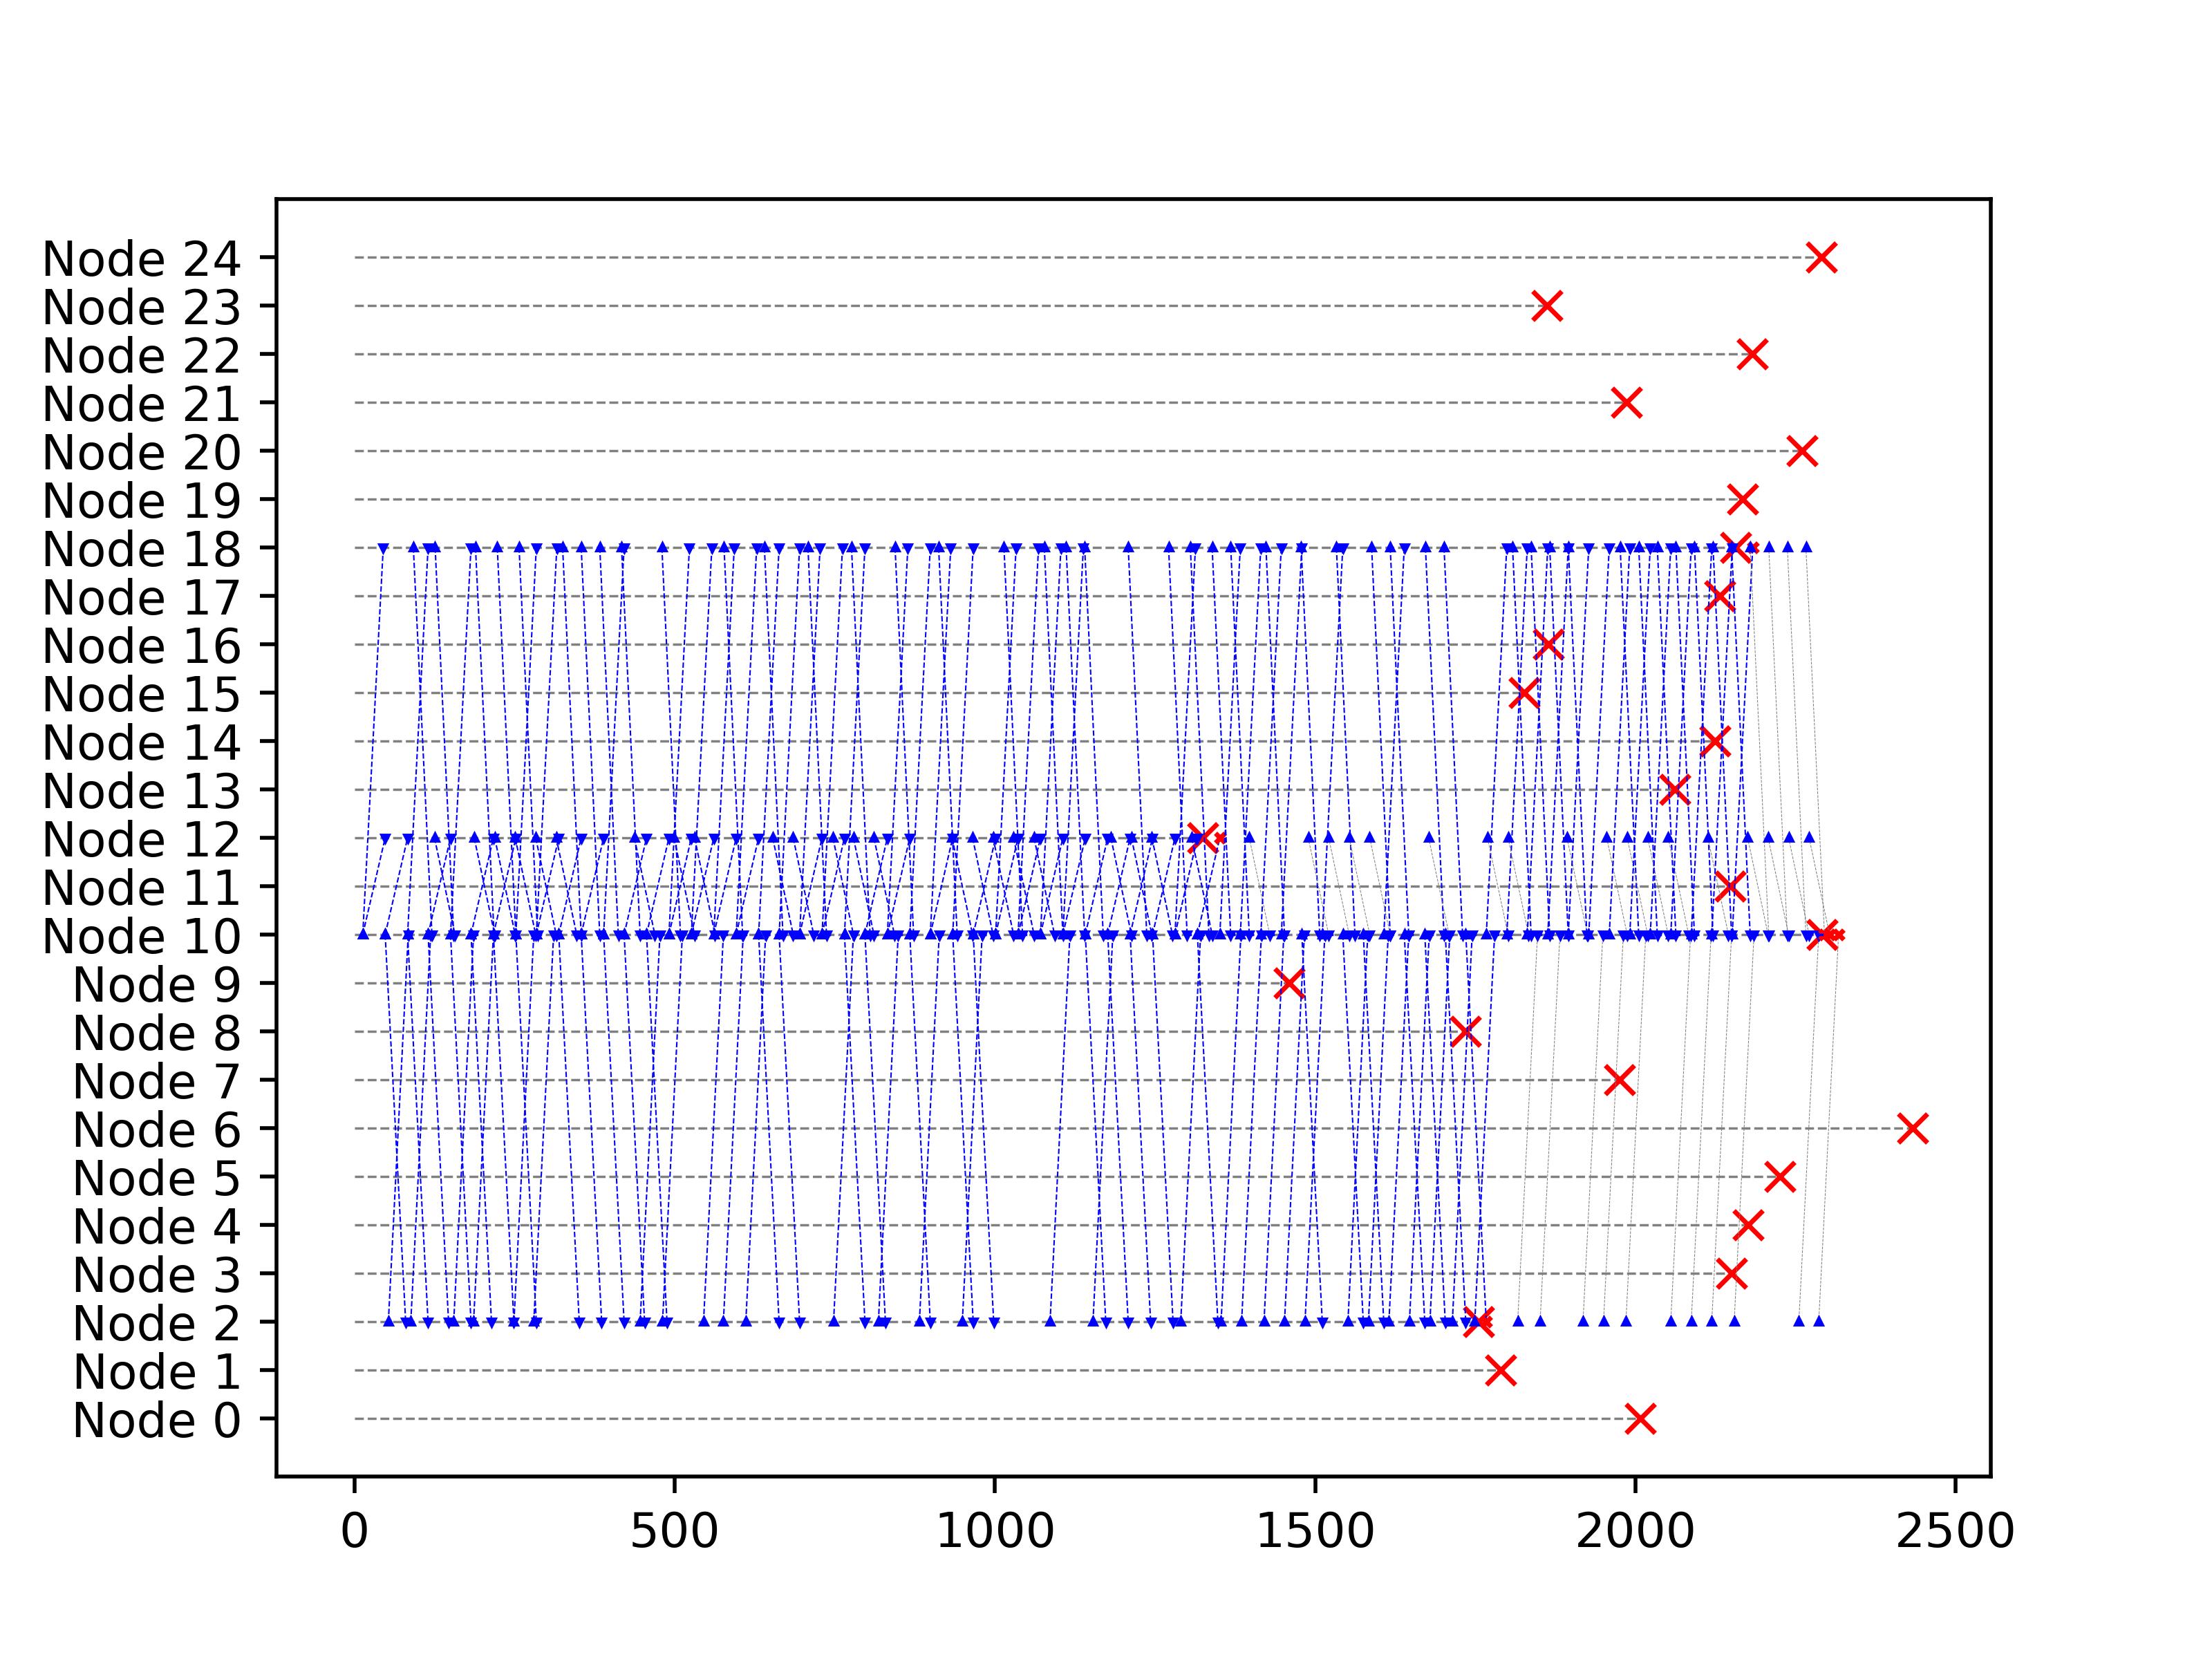 Node 24
Node 23
Node 22
Node 21
Node 20
Node 19
Node 18
Node 17
Node 16
Node 15
Node 14
Node 13
Node 12
Node 11
Node 10
Node 9
Node 8
Node 7
Node 6
Node 5
Node 4
Node 3
Node 2
Node 1
Node 0
0 500 1000 1500 2000 2500